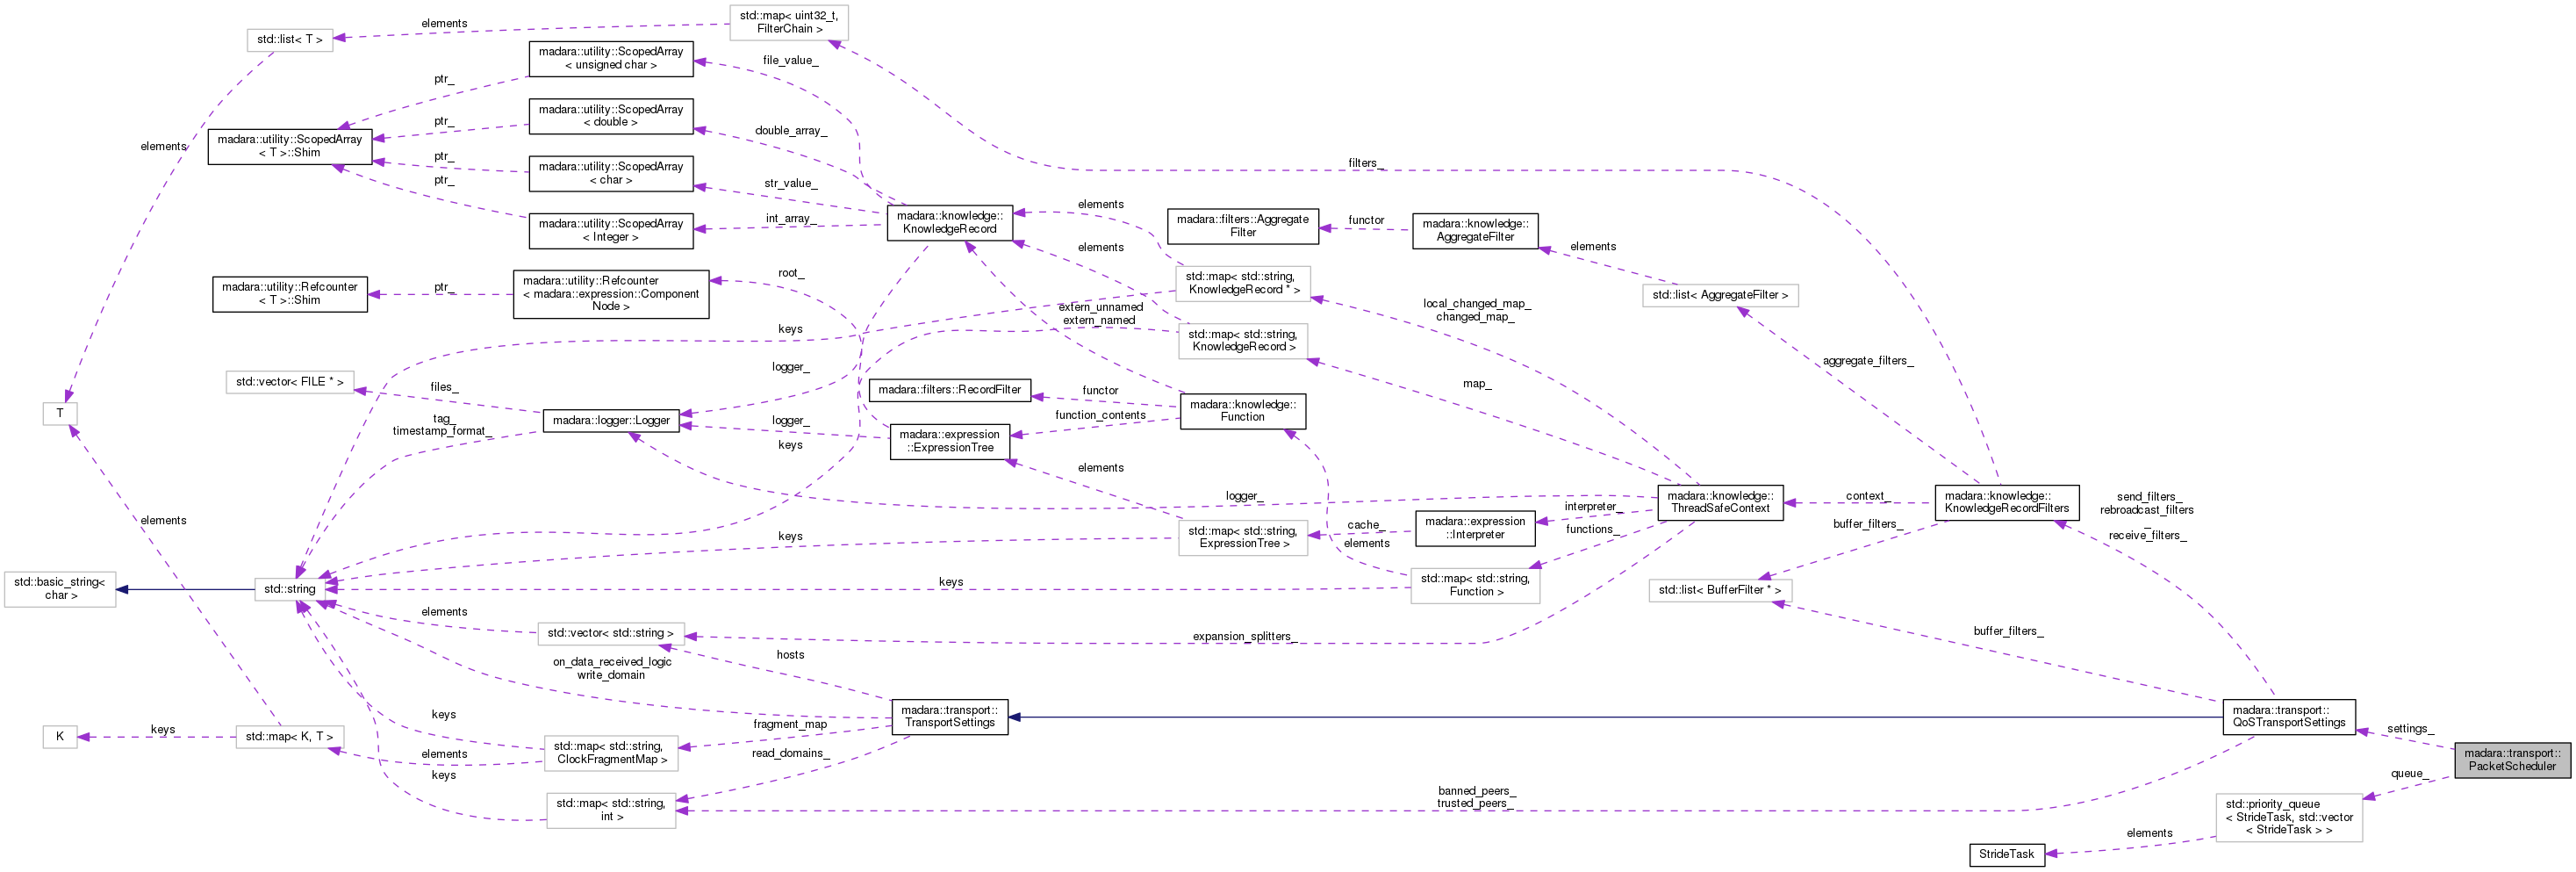 std::map< uint32_t,
FilterChain >
elements
std::list< T >
madara::utility::ScopedArray
< unsigned char >
file_value_
ptr_
madara::utility::ScopedArray
< double >
ptr_
double_array_
madara::utility::ScopedArray
< T >::Shim
elements
ptr_
madara::utility::ScopedArray
< char >
str_value_
ptr_
madara::utility::ScopedArray
< Integer >
int_array_
madara::knowledge::
KnowledgeRecord
elements
filters_
madara::filters::Aggregate
Filter
functor
madara::knowledge::
AggregateFilter
elements
elements
std::map< std::string,
KnowledgeRecord * >
std::list< AggregateFilter >
madara::utility::Refcounter
< T >::Shim
ptr_
madara::utility::Refcounter
< madara::expression::Component
Node >
root_
extern_unnamed
extern_named
local_changed_map_
changed_map_
keys
std::map< std::string,
KnowledgeRecord >
aggregate_filters_
logger_
std::vector< FILE * >
files_
madara::filters::RecordFilter
functor
map_
T
tag_
timestamp_format_
madara::logger::Logger
logger_
function_contents
madara::knowledge::
Function
keys
madara::expression
::ExpressionTree
elements
logger_
madara::knowledge::
ThreadSafeContext
context_
madara::knowledge::
KnowledgeRecordFilters
send_filters_
rebroadcast_filters
_
receive_filters_
interpreter_
elements
keys
std::map< std::string,
ExpressionTree >
cache_
madara::expression
::Interpreter
functions_
buffer_filters_
elements
std::basic_string<
char >
std::string
keys
std::map< std::string,
Function >
std::list< BufferFilter * >
elements
std::vector< std::string >
expansion_splitters_
buffer_filters_
hosts
on_data_received_logic
write_domain
madara::transport::
TransportSettings
madara::transport::
QoSTransportSettings
settings_
keys
fragment_map
K
keys
std::map< K, T >
elements
std::map< std::string,
ClockFragmentMap >
read_domains_
madara::transport::
PacketScheduler
keys
queue_
std::map< std::string,
int >
banned_peers_
trusted_peers_
std::priority_queue
< StrideTask, std::vector
< StrideTask > >
elements
StrideTask